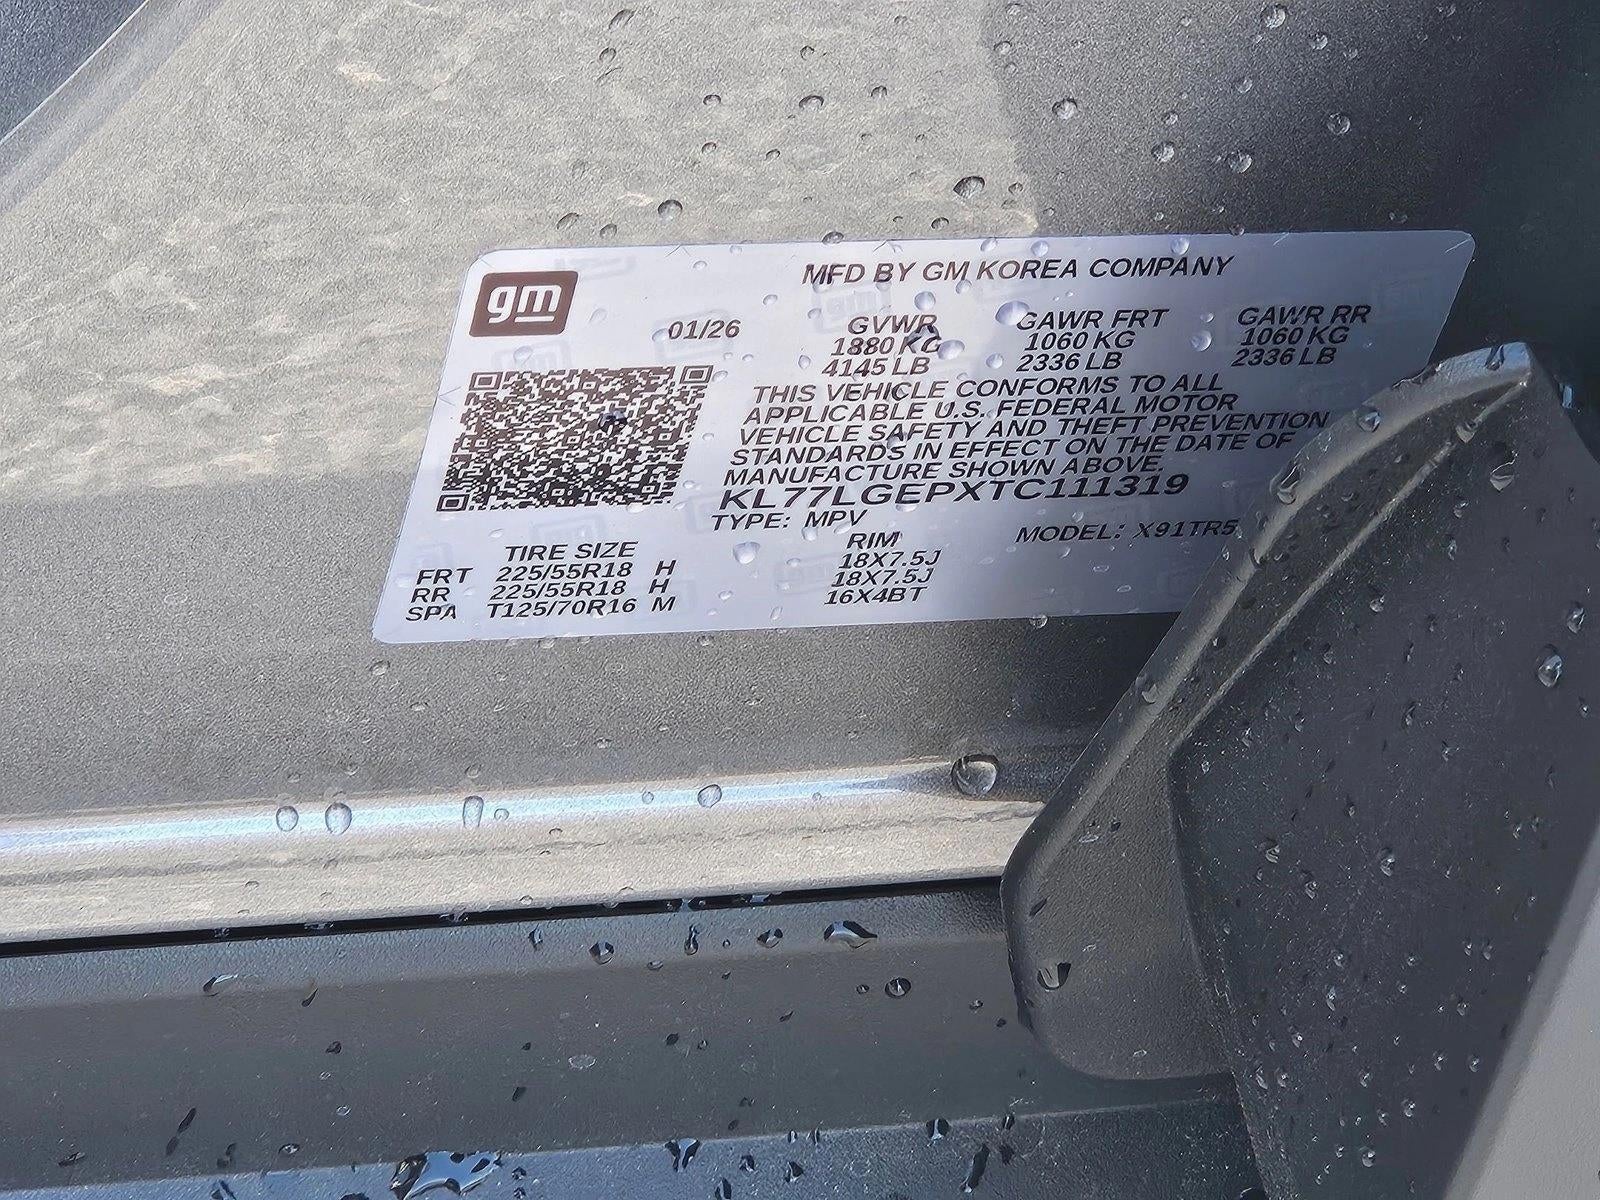 gm
MFD BY GM KOREA COMPANY
01/26 GVWR GAWR FRT GAWR RR
1880 KG 1060 KG 1060 KG
4145 LB 2336 LB 2336 LB
THIS VEHICLE CONFORMS TO ALL
APPLICABLE U.S. FEDERAL MOTOR
VEHICLE SAFETY AND THEFT PREVENTION
STANDARDS IN EFFECT ON THE DATE OF
MANUFACTURE SHOWN ABOVE.
KL77LGEPXTC111319
TYPE: MPV MODEL: X91TR5
TIRE SIZE RIM
FRT 225/55R18 H 18X7.5J
RR 225/55R18 H 18X7.5J
SPA T125/70R16 M 16X4BT